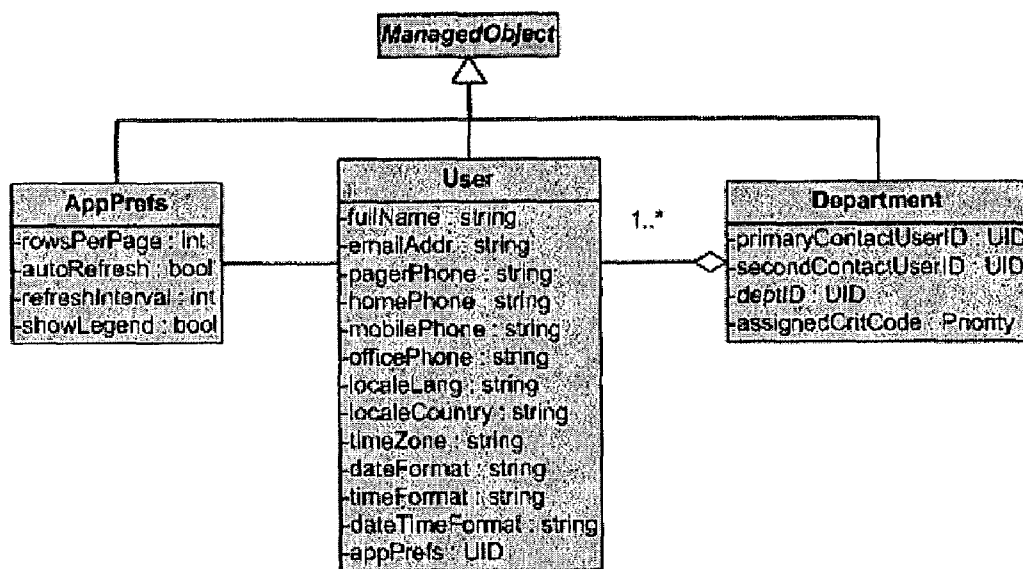 ManagedObject
AppPrefs
-rowsPerPage : int
-autoRefresh : bool
-refreshInterval : int
-showLegend : bool
User
-fullName : string
-emailAddr : string
-pagerPhone : string
-homePhone : string
-mobilePhone : string
-officePhone : string
-localeLang : string
-localeCountry : string
-timeZone : string
-dateFormat : string
-timeFormat : string
-dateTimeFormat : string
-appPrefs : UID
1..*
Department
-primaryContactUserID : UID
-secondContactUserID : UID
-deptID : UID
-assignedCritCode : Priority